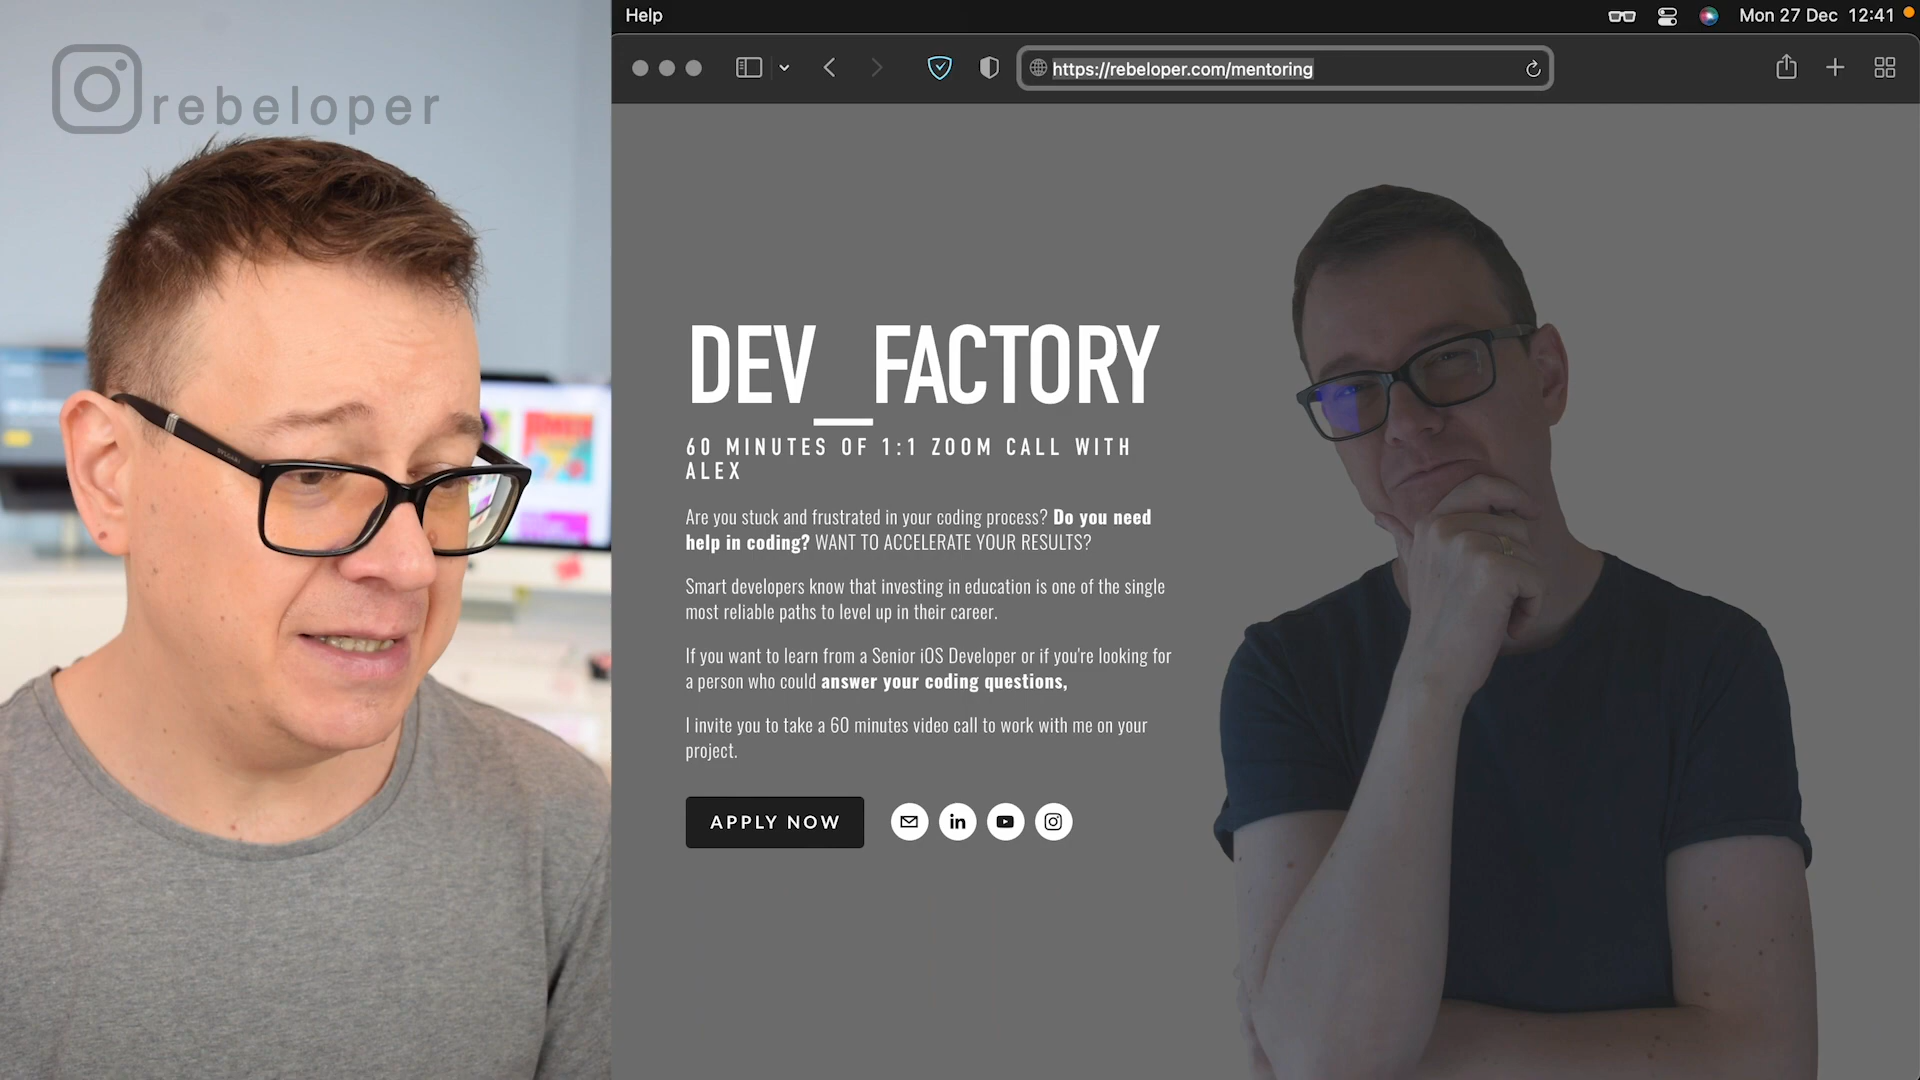 rebeloper
Help
Mon 27 Dec 12:41
https://rebeloper.com/mentoring
DEV_FACTORY
60 MINUTES OF 1:1 ZOOM CALL WITH
ALEX
Are you stuck and frustrated in your coding process? Do you need
help in coding? WANT TO ACCELERATE YOUR RESULTS?
Smart developers know that investing in education is one of the single
most reliable paths to level up in their career.
If you want to learn from a Senior iOS Developer or if you're looking for
a person who could answer your coding questions,
I invite you to take a 60 minutes video call to work with me on your
project.
APPLY NOW
in